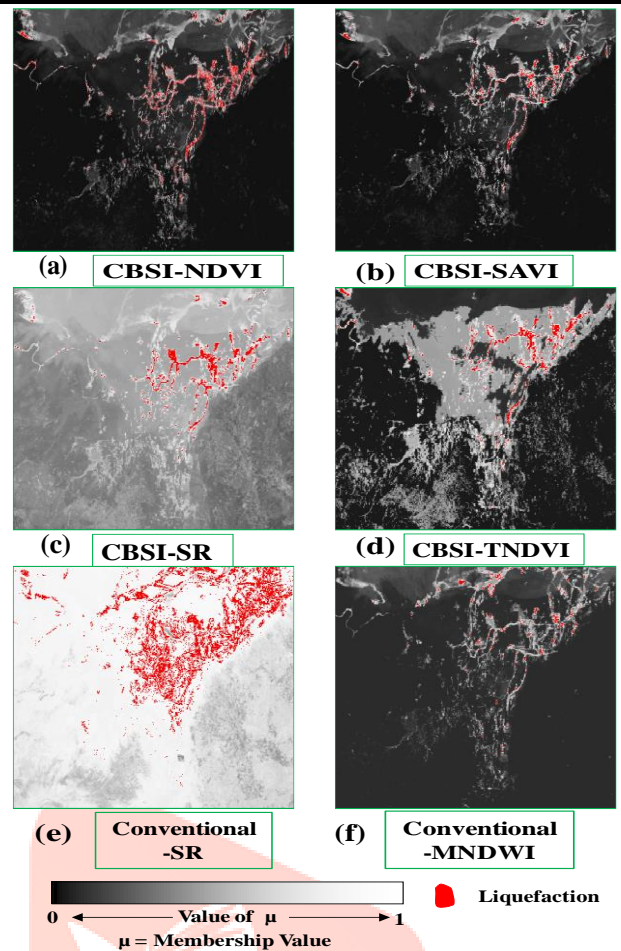 (a) CBSI-NDVI
(b) CBSI-SAVI
(c) CBSI-SR
(d) CBSI-TNDVI
(e) Conventional
-SR
(f) Conventional
-MNDWI
0 Value of μ 1
μ = Membership Value
Liquefaction